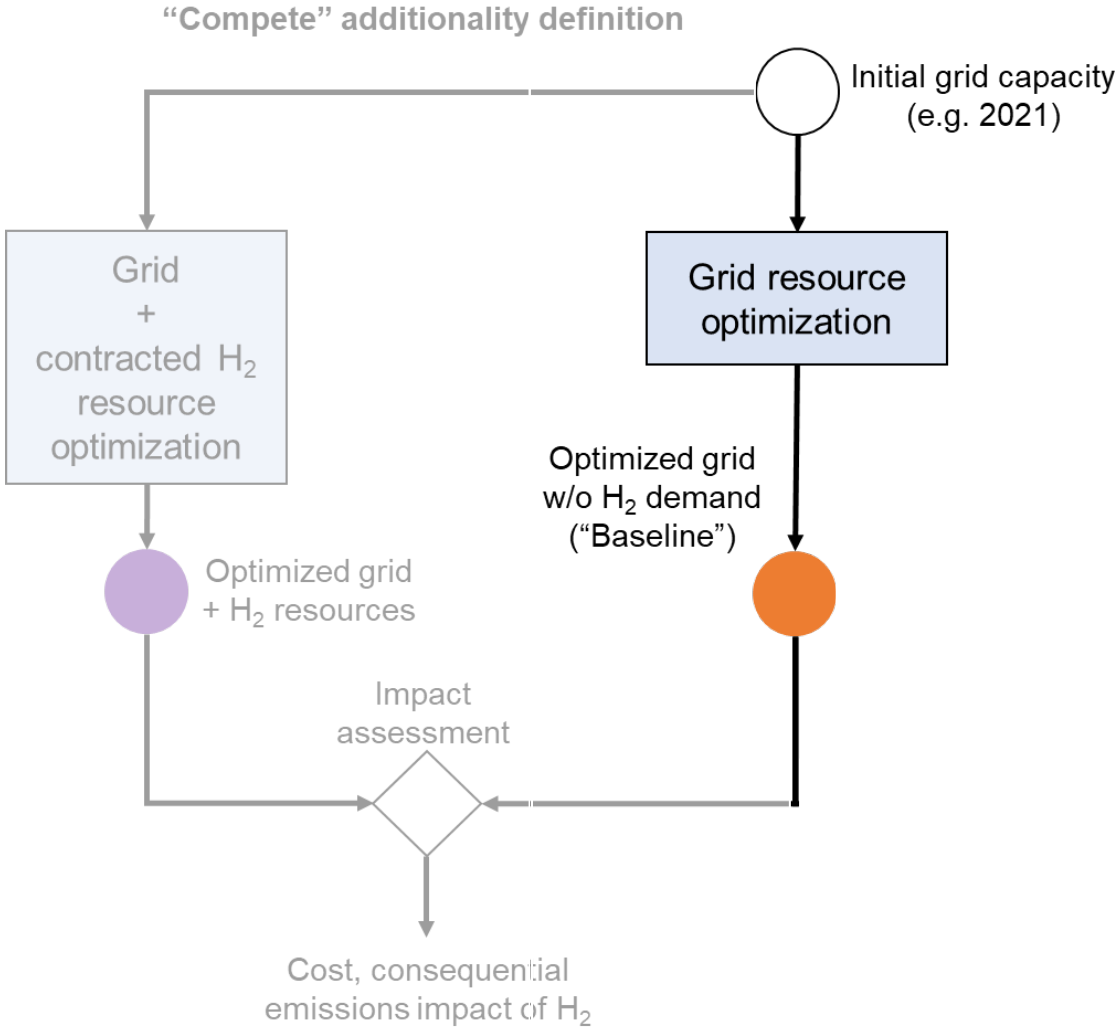 “Compete” additionality definition
Initial grid capacity
(e.g. 2021)
Grid
+
contracted H₂
resource
optimization
Grid resource
optimization
Optimized grid
w/o H₂ demand
(“Baseline”)
Optimized grid
+ H₂ resources
Impact
assessment
Cost, consequential
emissions impact of H₂